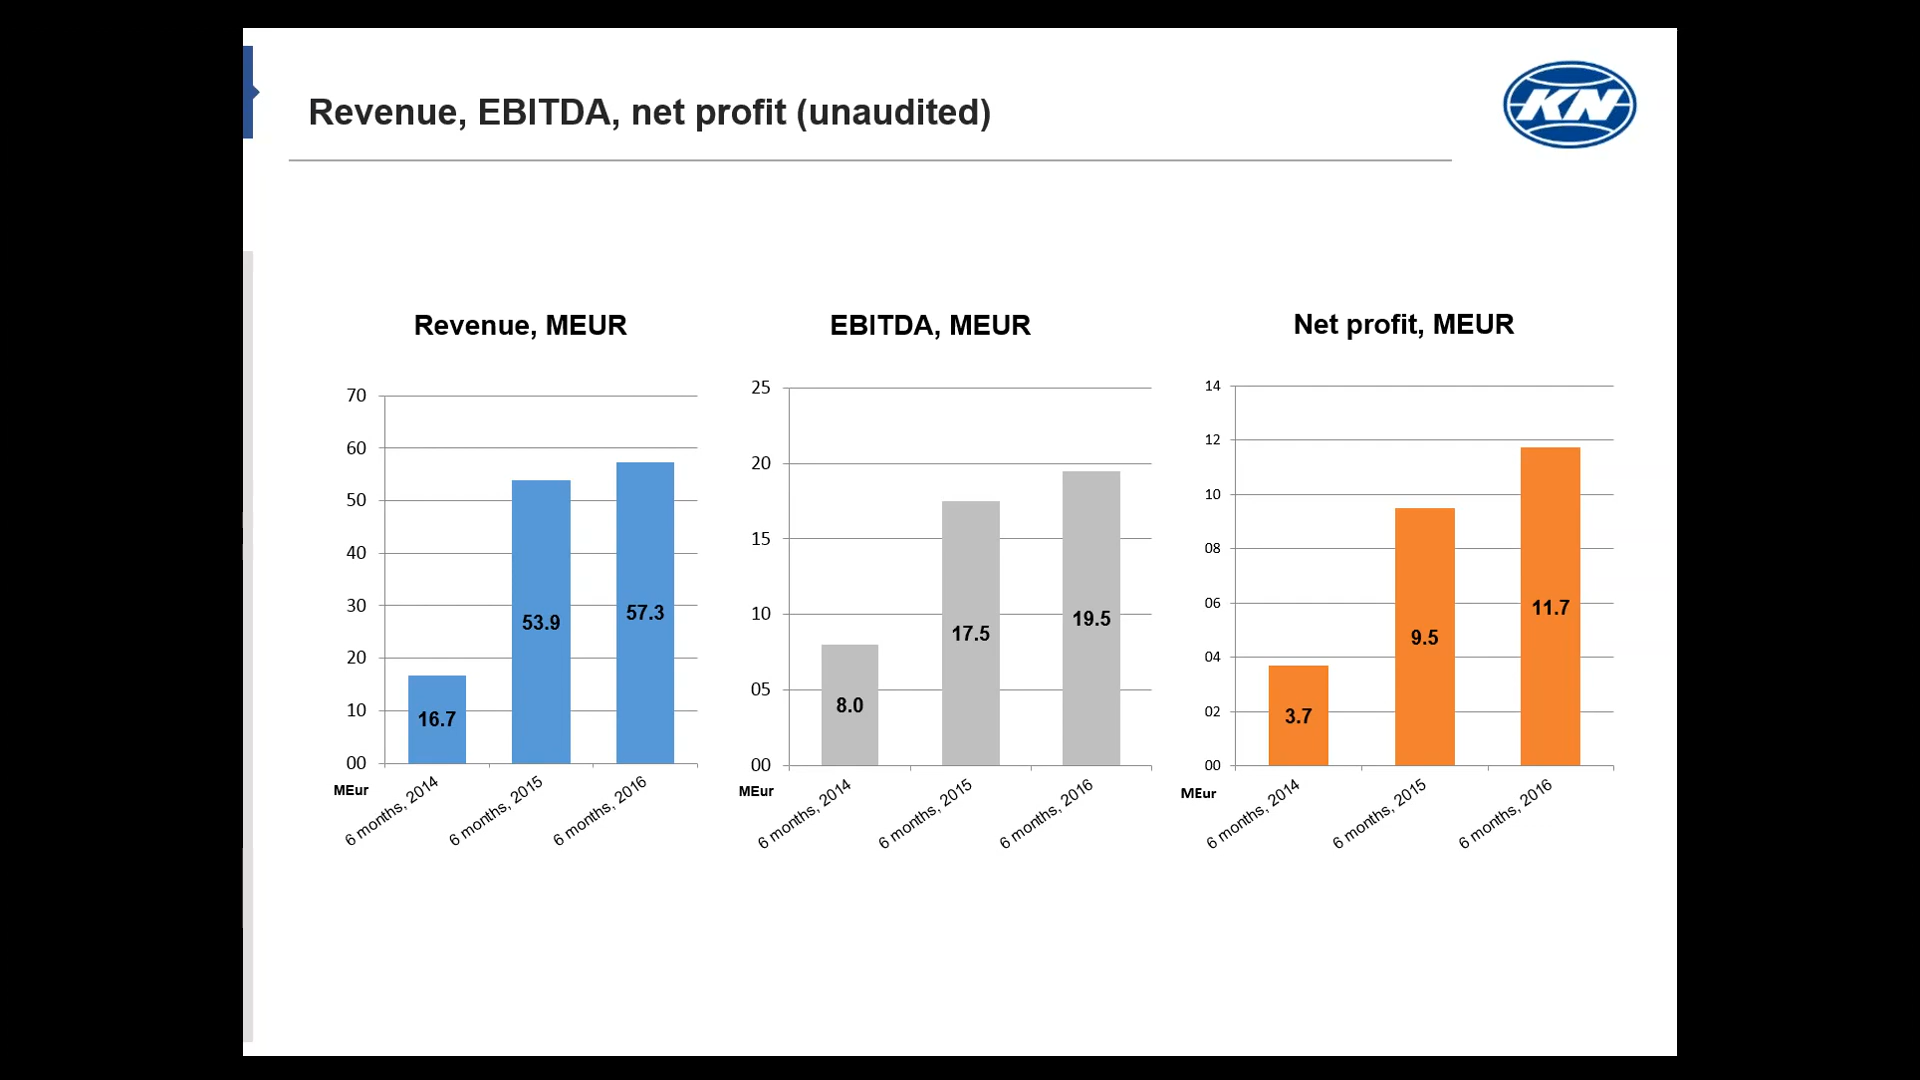 Revenue, EBITDA, net profit (unaudited)
KN
Revenue, MEUR
70
60
50
40
30
20
10
00
16.7
53.9
57.3
MEur
6 months, 2014
6 months, 2015
6 months, 2016
EBITDA, MEUR
25
20
15
10
05
00
8.0
17.5
19.5
MEur
6 months, 2014
6 months, 2015
6 months, 2016
Net profit, MEUR
14
12
10
08
06
04
02
00
3.7
9.5
11.7
MEur
6 months, 2014
6 months, 2015
6 months, 2016